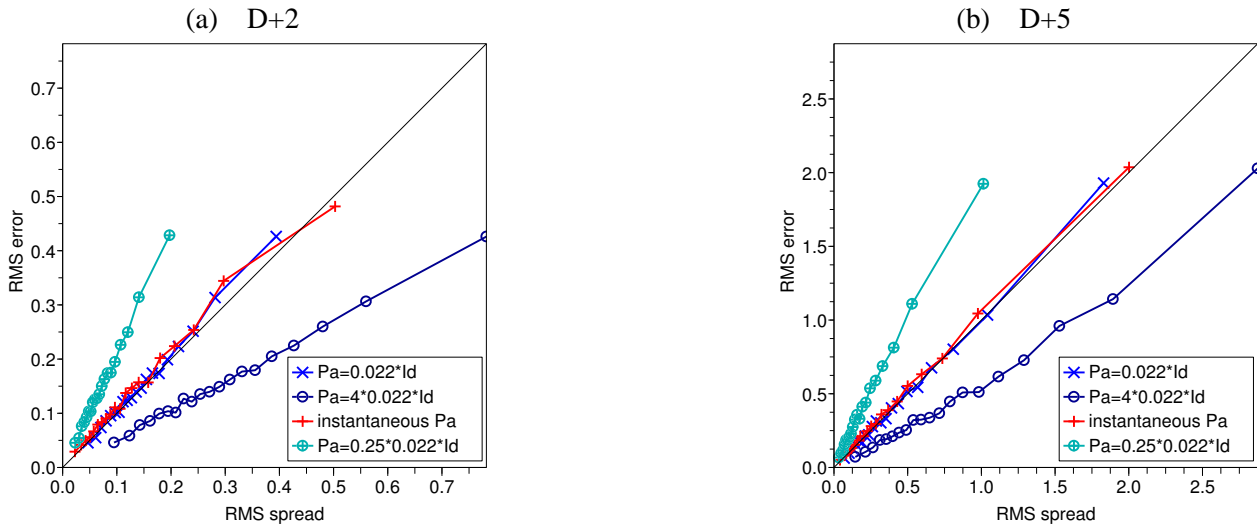 (a) D+2
0.7
0.6
0.5
0.4
0.3
0.2
0.1
0.0
RMS error
0.0 0.1 0.2 0.3 0.4 0.5 0.6 0.7
RMS spread
Pa=0.022*Id
Pa=4*0.022*Id
instantaneous Pa
Pa=0.25*0.022*Id
(b) D+5
2.5
2.0
1.5
1.0
0.5
0.0
RMS error
0.0 0.5 1.0 1.5 2.0 2.5
RMS spread
Pa=0.022*Id
Pa=4*0.022*Id
instantaneous Pa
Pa=0.25*0.022*Id